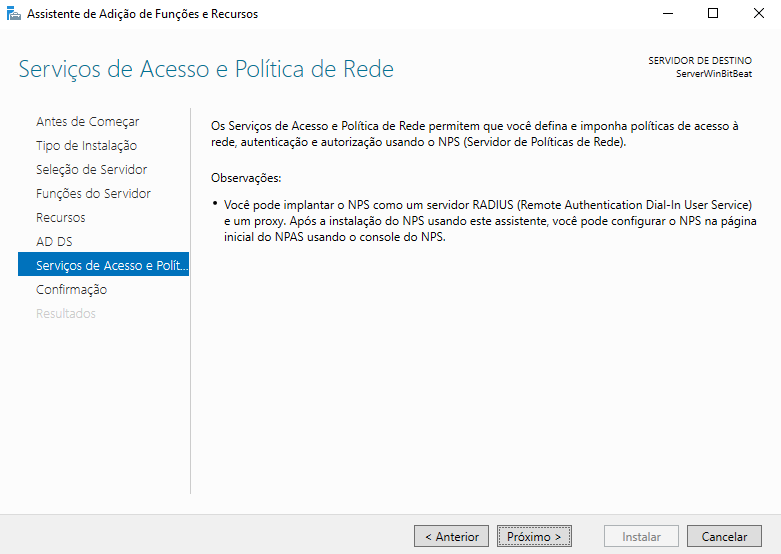 Assistente de Adição de Funções e Recursos
Serviços de Acesso e Política de Rede
SERVIDOR DE DESTINO
ServerWinBitBeat
Antes de Começar
Tipo de Instalação
Seleção de Servidor
Funções do Servidor
Recursos
AD DS
Serviços de Acesso e Polít...
Confirmação
Resultados
Os Serviços de Acesso e Política de Rede permitem que você defina e imponha políticas de acesso à
rede, autenticação e autorização usando o NPS (Servidor de Políticas de Rede).
Observações:
• Você pode implantar o NPS como um servidor RADIUS (Remote Authentication Dial-In User Service)
e um proxy. Após a instalação do NPS usando este assistente, você pode configurar o NPS na página
inicial do NPAS usando o console do NPS.
< Anterior
Próximo >
Instalar
Cancelar